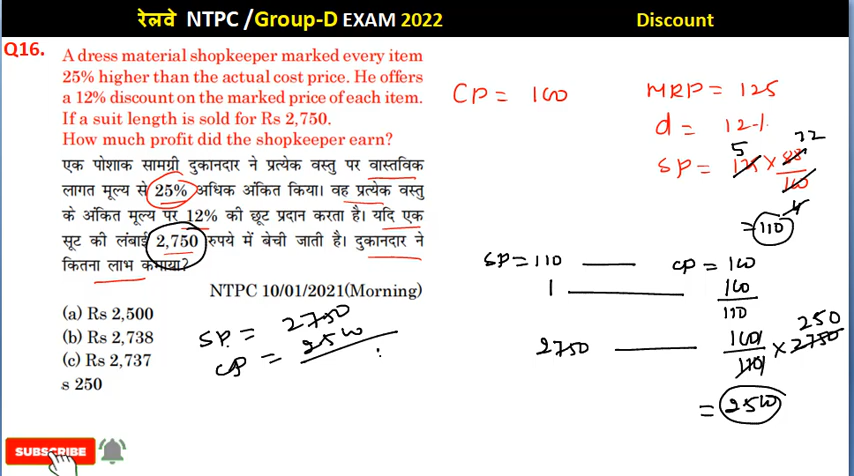 रेलवे NTPC /Group-D EXAM 2022
Discount
Q16.
A dress material shopkeeper marked every item
25% higher than the actual cost price. He offers
a 12% discount on the marked price of each item.
If a suit length is sold for Rs 2,750.
How much profit did the shopkeeper earn?
एक पोशाक सामग्री दुकानदार ने प्रत्येक वस्तु पर वास्तविक
लागत मूल्य से 25% अधिक अंकित किया। वह प्रत्येक वस्तु
के अंकित मूल्य पर 12% की छूट प्रदान करता है। यदि एक
सूट की लंबाई 2,750 रुपये में बेची जाती है। दुकानदार ने
कितना लाभ कमाया?
NTPC 10/01/2021(Morning)
(a) Rs 2,500
(b) Rs 2,738
(c) Rs 2,737
s 250
SP. = 2750
CP = 2500
CP = 100
MRP = 125
d = 12%
5 22
SP = 125 × 88
100
4
= 110
SP = 110 — CP = 100
1 — 100
110
250
2750 — 100 × 2750
110
= 2500
SUBSCRIBE